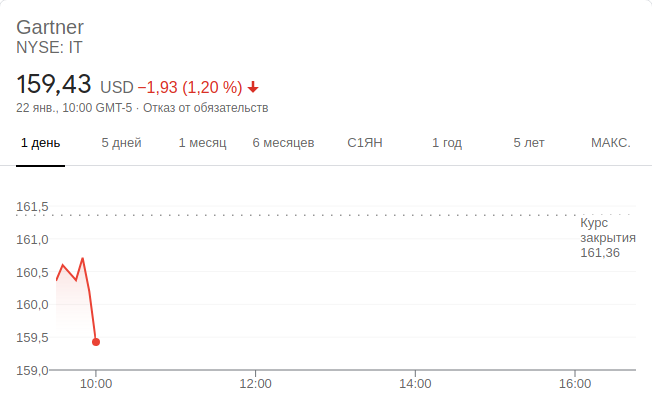 Gartner
NYSE: IT
159,43 USD −1,93 (1,20 %)
22 янв., 10:00 GMT-5 · Отказ от обязательств
1 день 5 дней 1 месяц 6 месяцев С1ЯН 1 год 5 лет МАКС.
161,5
Курс
закрытия
161,36
161,0
160,5
160,0
159,5
159,0
10:00 12:00 14:00 16:00